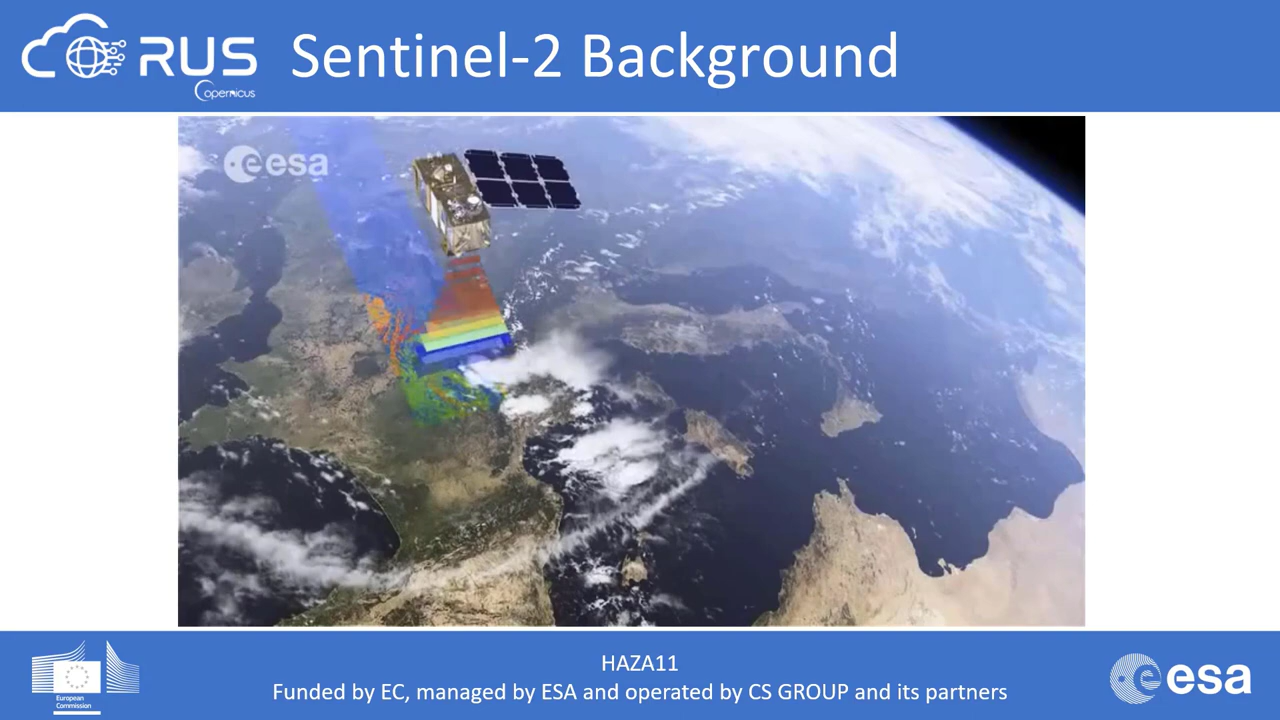 RUS
Copernicus
Sentinel-2 Background
esa
HAZA11
Funded by EC, managed by ESA and operated by CS GROUP and its partners
European
Commission
esa